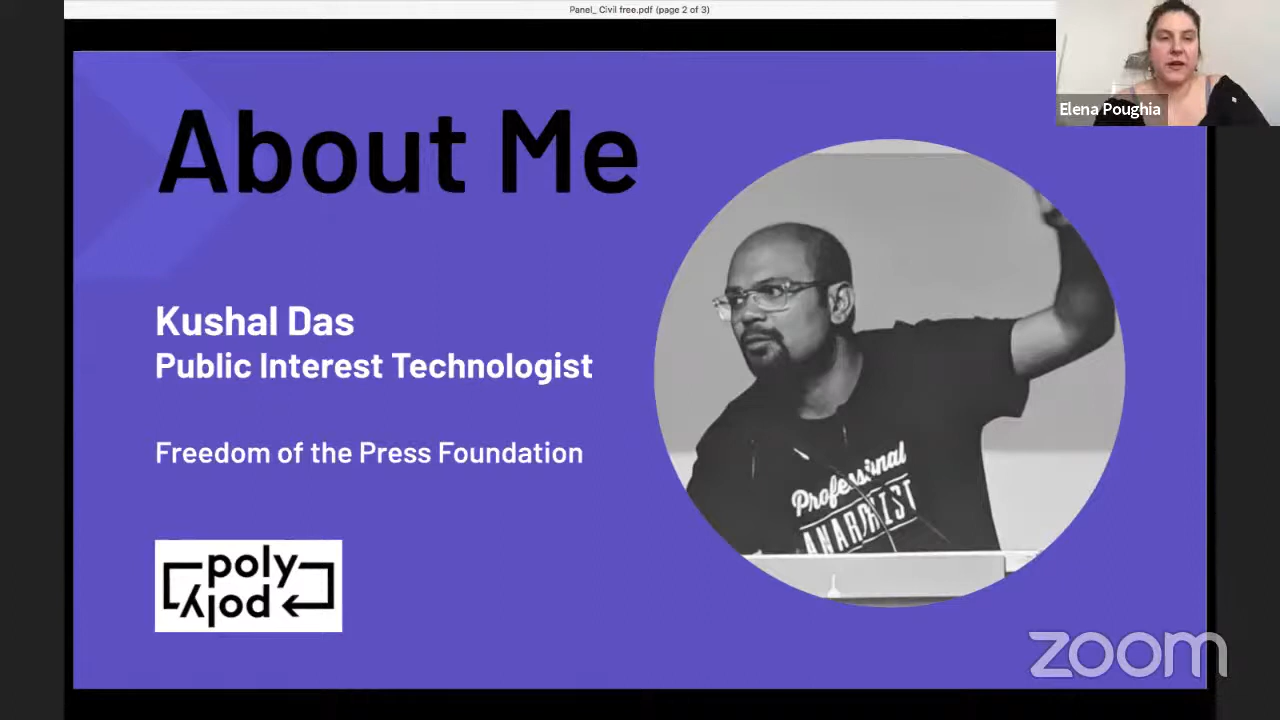 Panel_ Civil free.pdf (page 2 of 3)
Elena Poughia
About Me
Kushal Das
Public Interest Technologist
Freedom of the Press Foundation
Professional
ANARCHIST
poly
poly
zoom